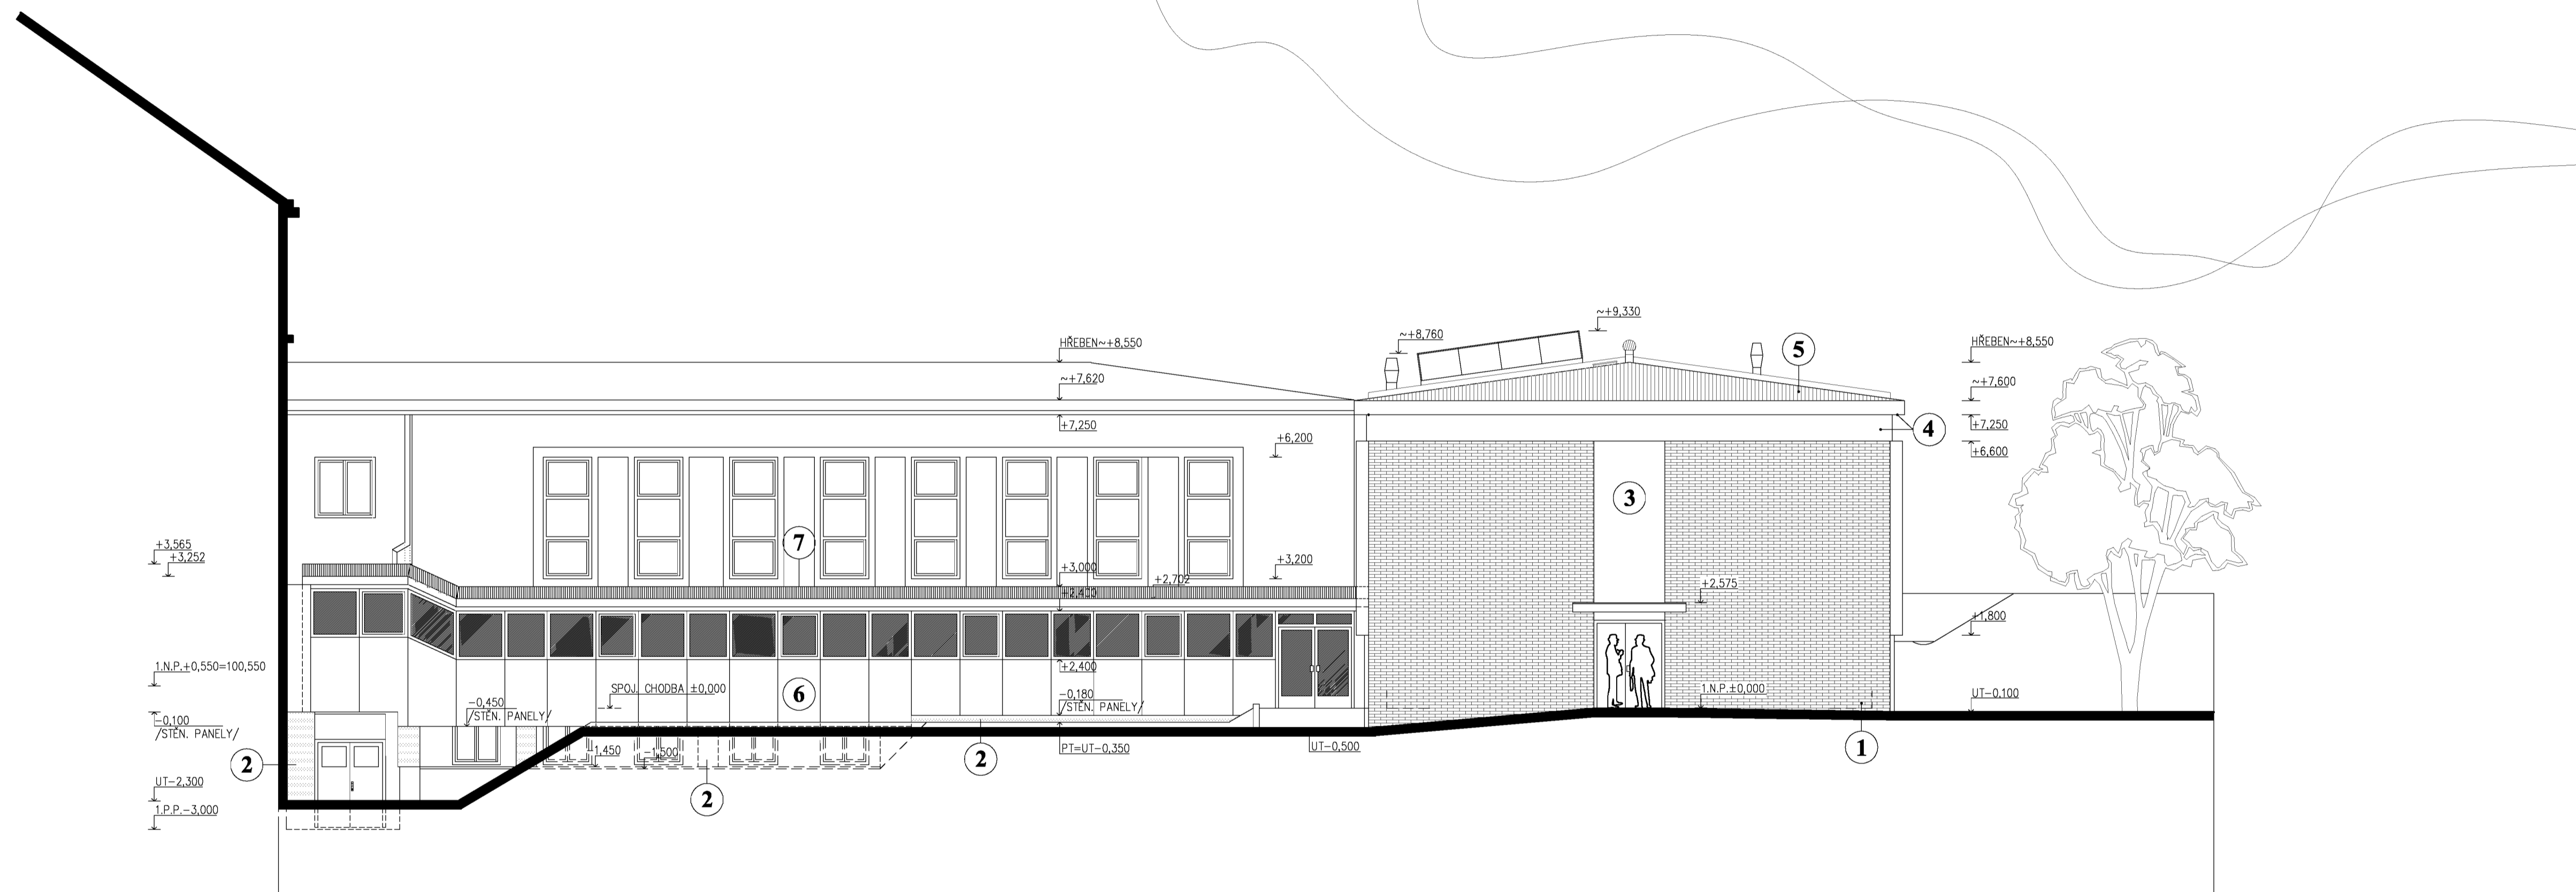 ~+9,330
~+8,760
HŘEBEN~+8,550
HŘEBEN~+8,550
5
~+7,620
~+7,600
+7,250
4
+7,250
+6,200
+6,600
3
7
+3,565
+3,252
+3,200
+3,000
+2,702
+2,575
+2,400
+1,800
1.N.P.+0,550=100,550
+2,400
SPOJ. CHODBA ±0,000
6
1.N.P.±0,000
UT-0,100
-0,180
/STĚN. PANELY/
-0,450
/STĚN. PANELY/
-0,100
/STĚN. PANELY/
-1,450
-1,500
PT=UT-0,350
UT-0,500
1
2
2
UT-2,300
2
1.P.P.-3,000